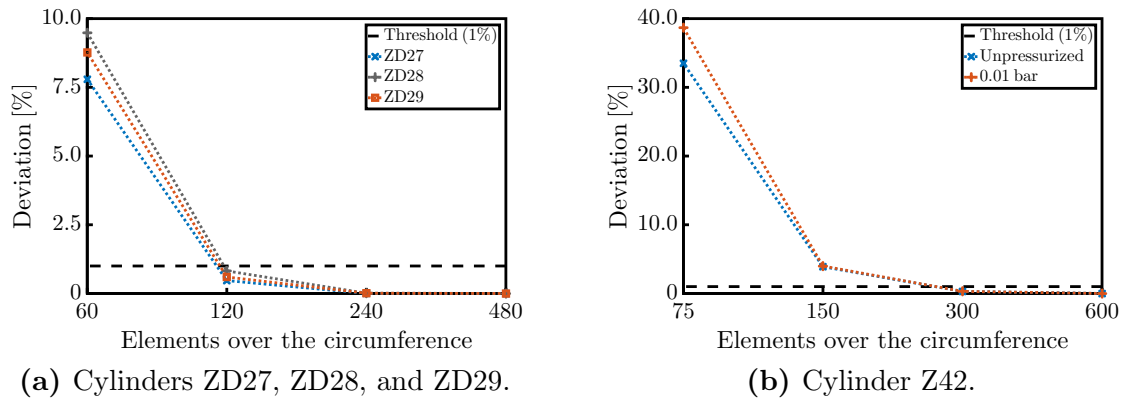 10.0
7.5
5.0
2.5
0
Deviation [%]
Threshold (1%)
ZD27
ZD28
ZD29
60 120 240 480
Elements over the circumference
(a) Cylinders ZD27, ZD28, and ZD29.
40.0
30.0
20.0
10.0
0
Deviation [%]
Threshold (1%)
Unpressurized
0.01 bar
75 150 300 600
Elements over the circumference
(b) Cylinder Z42.